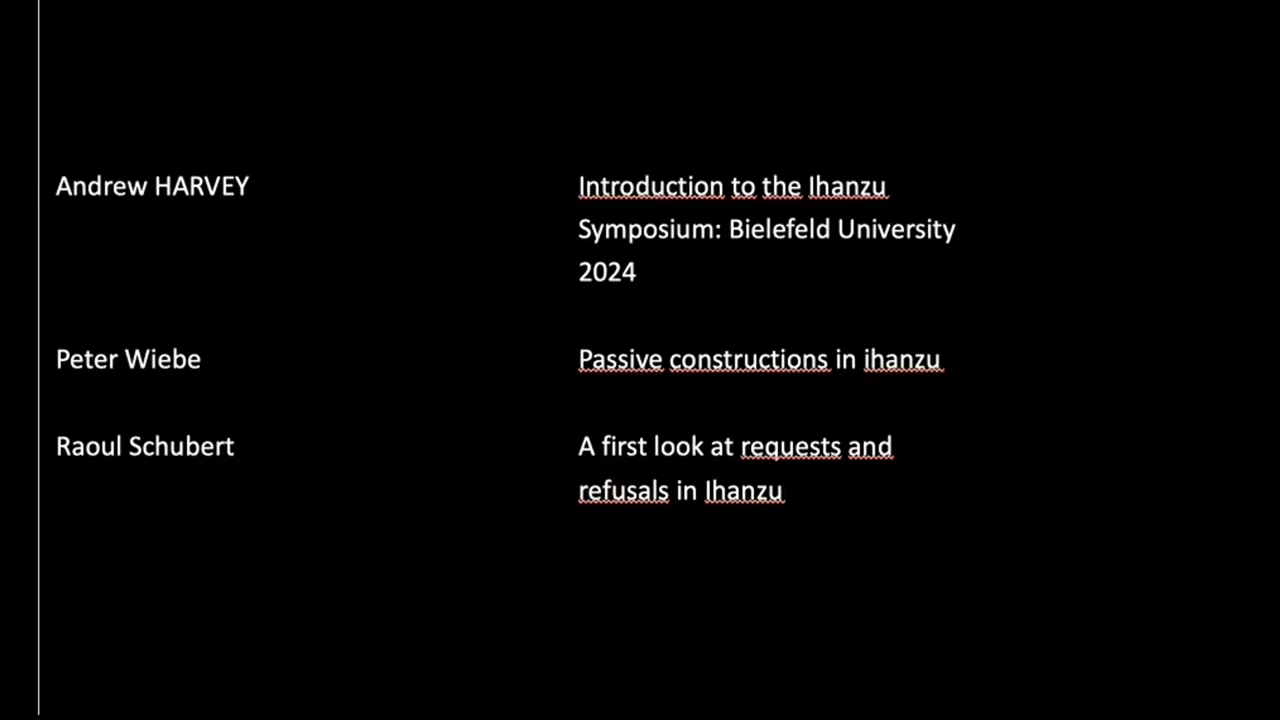 Andrew HARVEY
Introduction to the Ihanzu
Symposium: Bielefeld University
2024
Peter Wiebe
Passive constructions in ihanzu
Raoul Schubert
A first look at requests and
refusals in Ihanzu